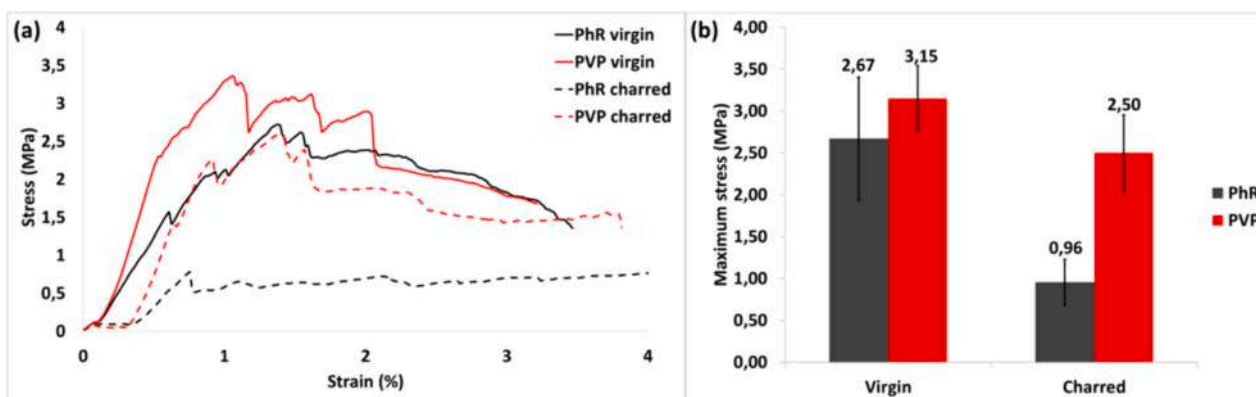 (a)
4
3,5
3
2,5
2
1,5
1
0,5
0
0 1 2 3 4
Stress (MPa)
Strain (%)
PhR virgin
PVP virgin
PhR charred
PVP charred
(b)
4,00
3,50
3,00
2,50
2,00
1,50
1,00
0,50
0,00
Maximum stress (MPa)
2,67
3,15
0,96
2,50
Virgin Charred
PhR
PVP